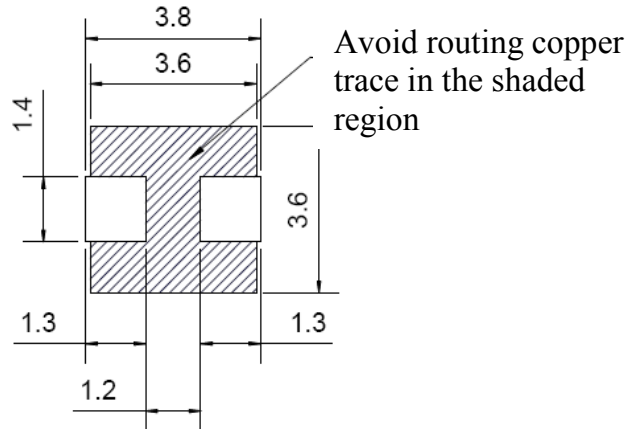 3.8
Avoid routing copper
3.6
trace in the shaded
region
1.4
3.6
1.3
1.3
1.2